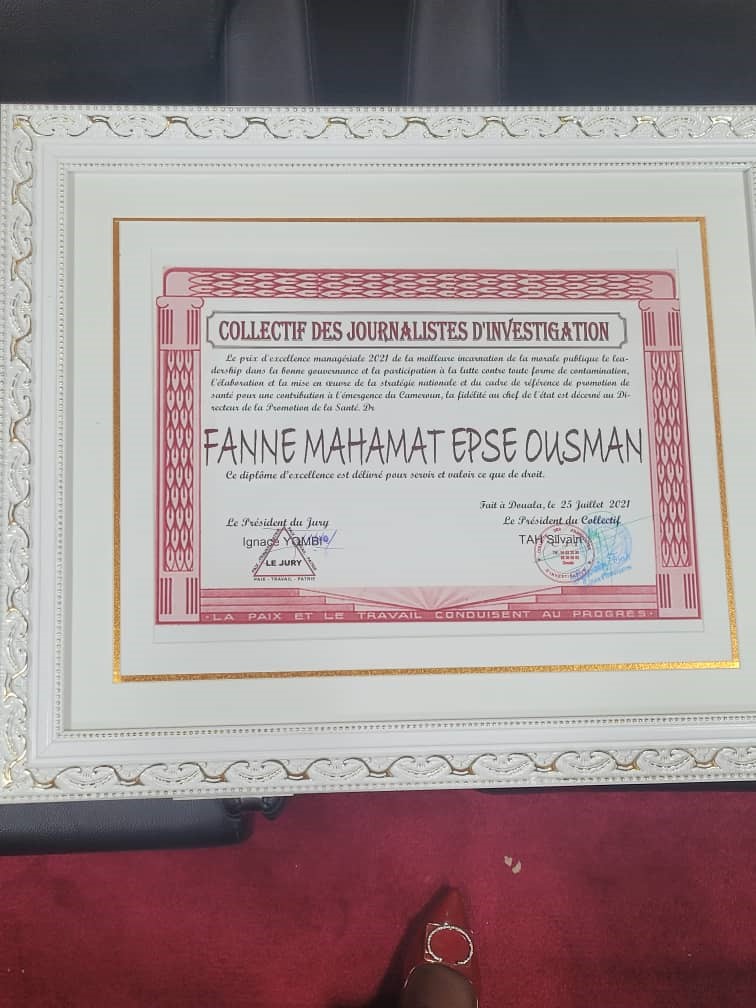 COLLECTIF DES JOURNALISTES D'INVESTIGATION
Le prix d'excellence managériale 2021 de la meilleure incarnation de la morale publique le lea-
dership dans la bonne gouvernance et la participation à la lutte contre toute forme de contamination,
l'élaboration et la mise en œuvre de la stratégie nationale et du cadre de référence de promotion de
santé pour une contribution à l'émergence du Cameroun, la fidélité au chef de l'état est décerné au Di-
recteur de la Promotion de la Santé. Dr
FANNE MAHAMAT EPSE OUSMAN
Ce diplôme d'excellence est délivré pour servir et valoir ce que de droit.
Fait à Douala, le 25 Juillet 2021
Le Président du Jury
Le Président du Collectif
Ignace YOMBI
TAH Silvain
LE JURY
PAIX - TRAVAIL - PATRIE
LA PAIX ET LE TRAVAIL CONDUISENT AU PROGRES